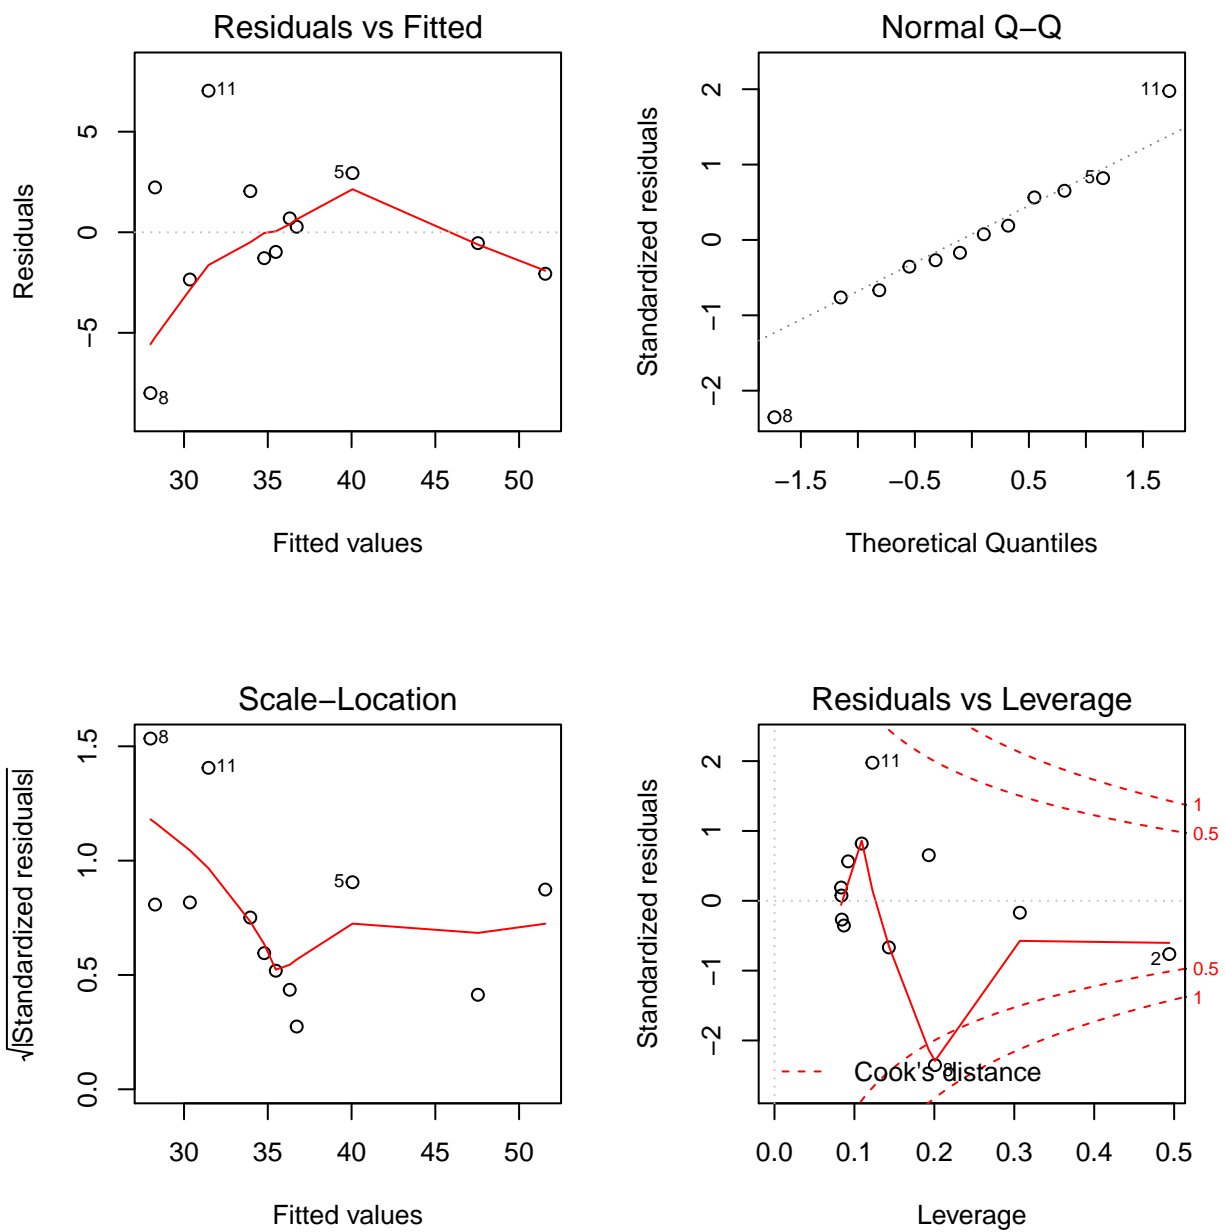 Residuals vs Fitted
Residuals
5
0
−5
11
5
8
30 35 40 45 50
Fitted values
Normal Q−Q
Standardized residuals
2
1
0
−1
−2
11
5
8
−1.5 −0.5 0.5 1.5
Theoretical Quantiles
Scale−Location
√|Standardized residuals|
1.5
1.0
0.5
0.0
8
11
5
30 35 40 45 50
Fitted values
Residuals vs Leverage
Standardized residuals
2
1
0
−1
−2
11
1
0.5
2
0.5
1
8
Cook's distance
0.0 0.1 0.2 0.3 0.4 0.5
Leverage